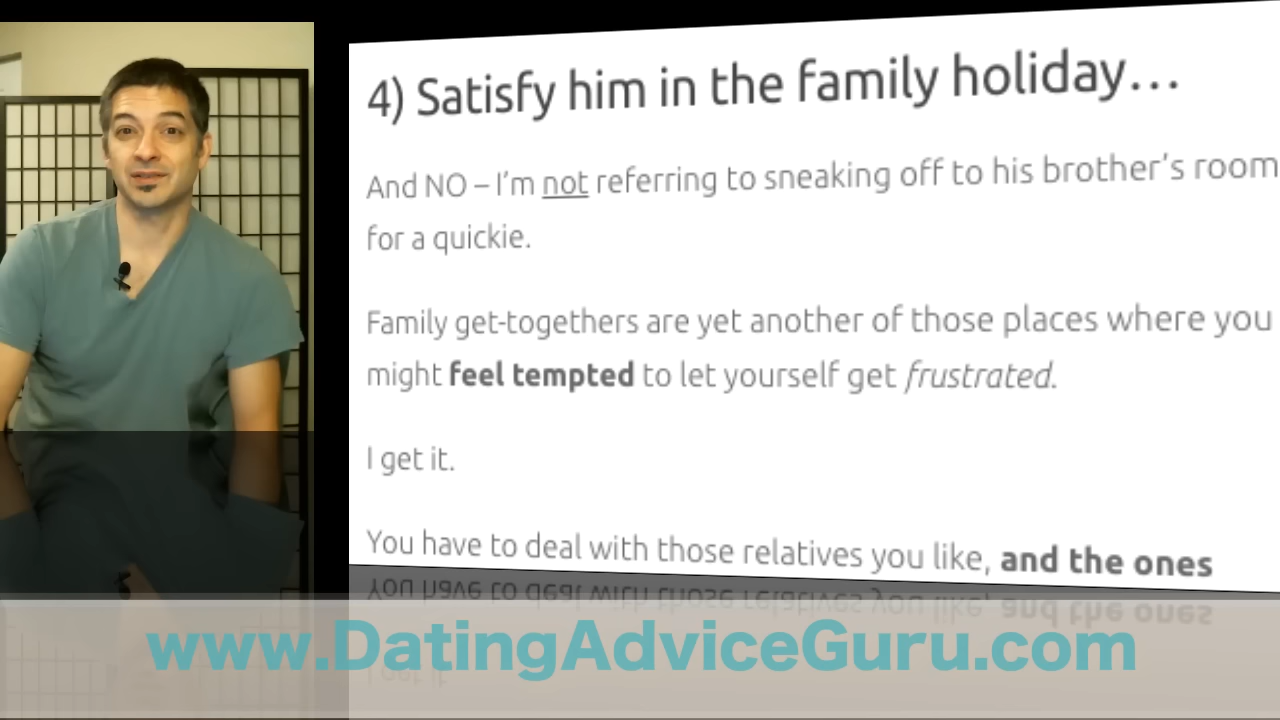 4) Satisfy him in the family holiday…
And NO – I’m not referring to sneaking off to his brother’s room
for a quickie.
Family get-togethers are yet another of those places where you
might feel tempted to let yourself get frustrated.
I get it.
You have to deal with those relatives you like, and the ones
www.DatingAdviceGuru.com